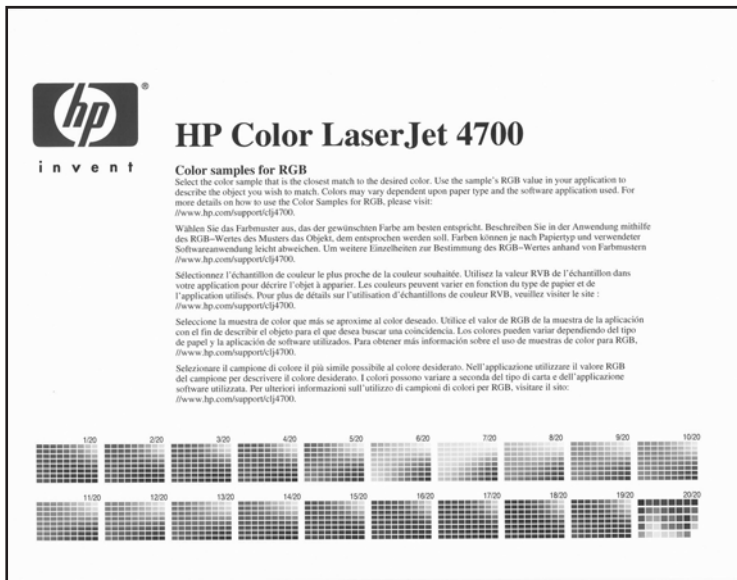 hp
®
invent
HP Color LaserJet 4700
Color samples for RGB
Select the color sample that is the closest match to the desired color. Use the sample's RGB value in your application to
describe the object you wish to match. Colors may vary dependent upon paper type and the software application used. For
more details on how to use the Color Samples for RGB, please visit:
//www.hp.com/support/clj4700.
Wählen Sie das Farbmuster aus, das der gewünschten Farbe am besten entspricht. Beschreiben Sie in der Anwendung mithilfe
des RGB–Wertes des Musters das Objekt, dem entsprochen werden soll. Farben können je nach Papiertyp und verwendeter
Softwareanwendung leicht abweichen. Um weitere Einzelheiten zur Bestimmung des RGB–Wertes anhand von Farbmustern
//www.hp.com/support/clj4700.
Sélectionnez l'échantillon de couleur le plus proche de la couleur souhaitée. Utilisez la valeur RVB de l'échantillon dans
votre application pour décrire l'objet à apparier. Les couleurs peuvent varier en fonction du type de papier et de
l'application utilisés. Pour plus de détails sur l'utilisation d'échantillons de couleur RVB, veuillez visiter le site :
//www.hp.com/support/clj4700.
Seleccione la muestra de color que más se aproxime al color deseado. Utilice el valor de RGB de la muestra de la aplicación
con el fin de describir el objeto para el que desea buscar una coincidencia. Los colores pueden variar dependiendo del tipo
de papel y la aplicación de software utilizados. Para obtener más información sobre el uso de muestras de color para RGB,
//www.hp.com/support/clj4700.
Selezionare il campione di colore il più simile possibile al colore desiderato. Nell'applicazione utilizzare il valore RGB
del campione per descrivere il colore desiderato. I colori possono variare a seconda del tipo di carta e dell'applicazione
software utilizzata. Per ulteriori informazioni sull'utilizzo di campioni di colori per RGB, visitare il sito:
//www.hp.com/support/clj4700.
1/20 2/20 3/20 4/20 5/20 6/20 7/20 8/20 9/20 10/20
11/20 12/20 13/20 14/20 15/20 16/20 17/20 18/20 19/20 20/20